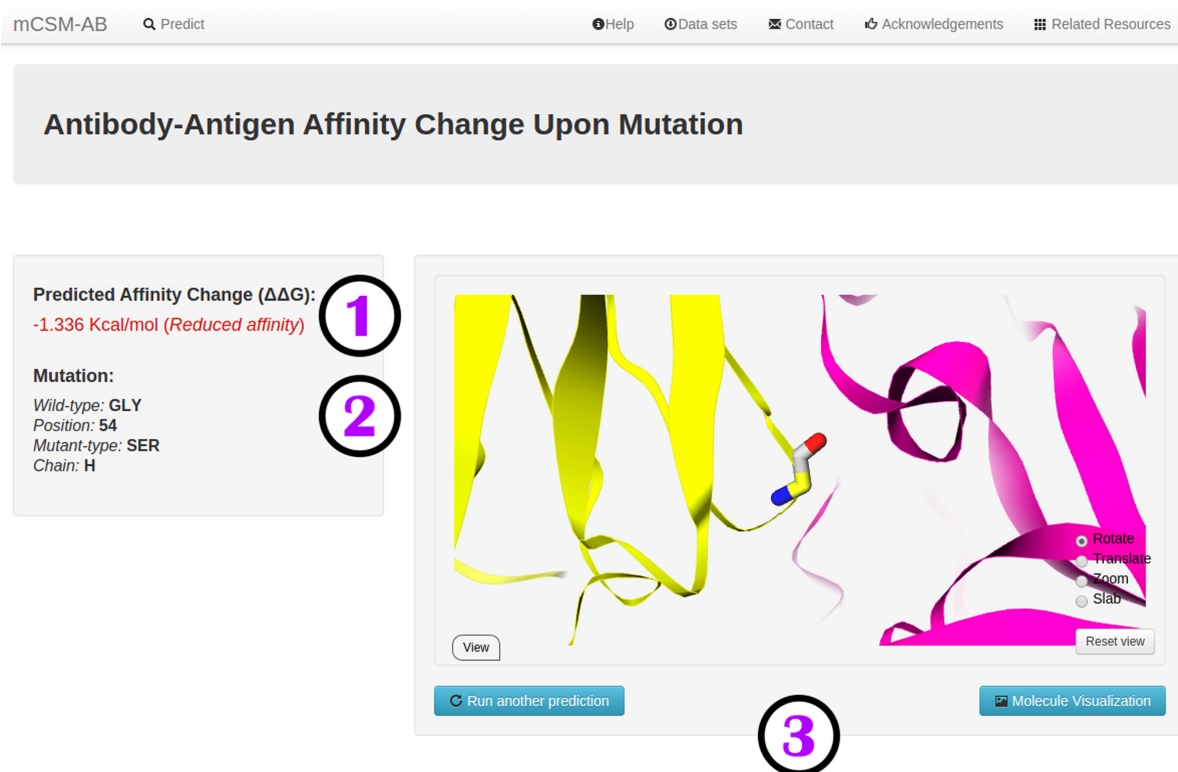 mCSM-AB Predict Help Data sets Contact Acknowledgements Related Resources
Antibody-Antigen Affinity Change Upon Mutation
Predicted Affinity Change (ΔΔG):
-1.336 Kcal/mol (Reduced affinity)
1
Mutation:
Wild-type: GLY
Position: 54
Mutant-type: SER
Chain: H
2
Rotate
Translate
Zoom
Slab
View
Reset view
Run another prediction
Molecule Visualization
3